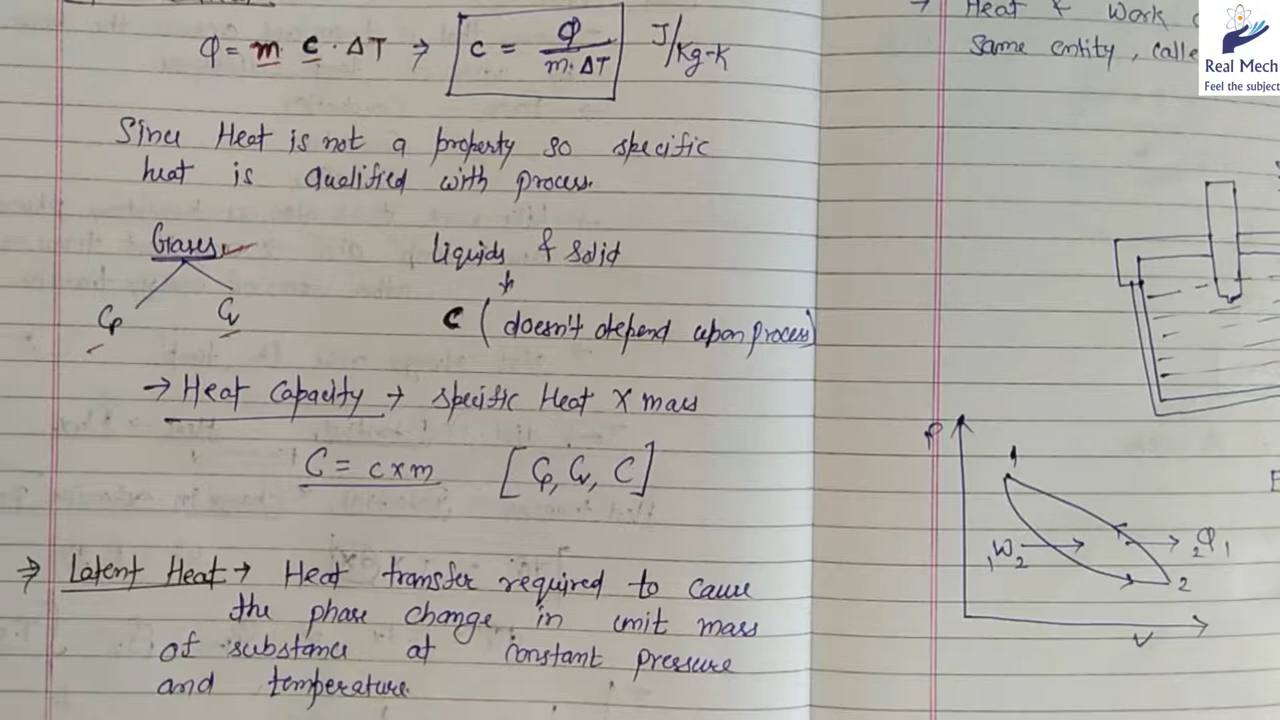 Q = m c · ΔT → c = Q / m·ΔT J/kg-K
Since Heat is not a property so specific
heat is Qualified with process.
Gases
Liquids & Solid
Cp Cv
c (doesn't depend upon process)
→ Heat Capacity → specific Heat X mass
C = c x m [Cp, Cv, C]
⇒ Latent Heat → Heat transfer required to cause
the phase change in unit mass
of substance at constant pressure
and temperature.
→ Heat & Work
same entity, calle
Real Mech
Feel the subject
P
1
1W2
2Q1
2
V